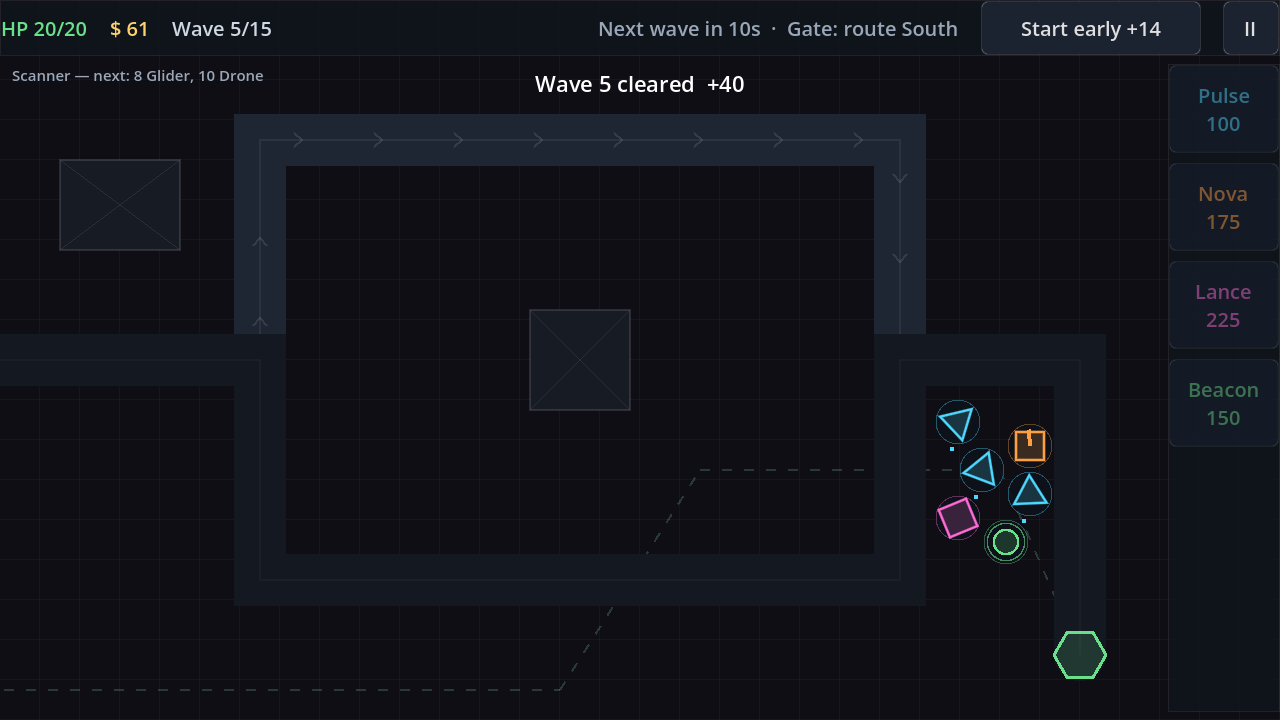 HP 20/20 $ 61 Wave 5/15 Next wave in 10s · Gate: route South Start early +14
Scanner — next: 8 Glider, 10 Drone
Wave 5 cleared +40
Pulse
100
Nova
175
Lance
225
Beacon
150